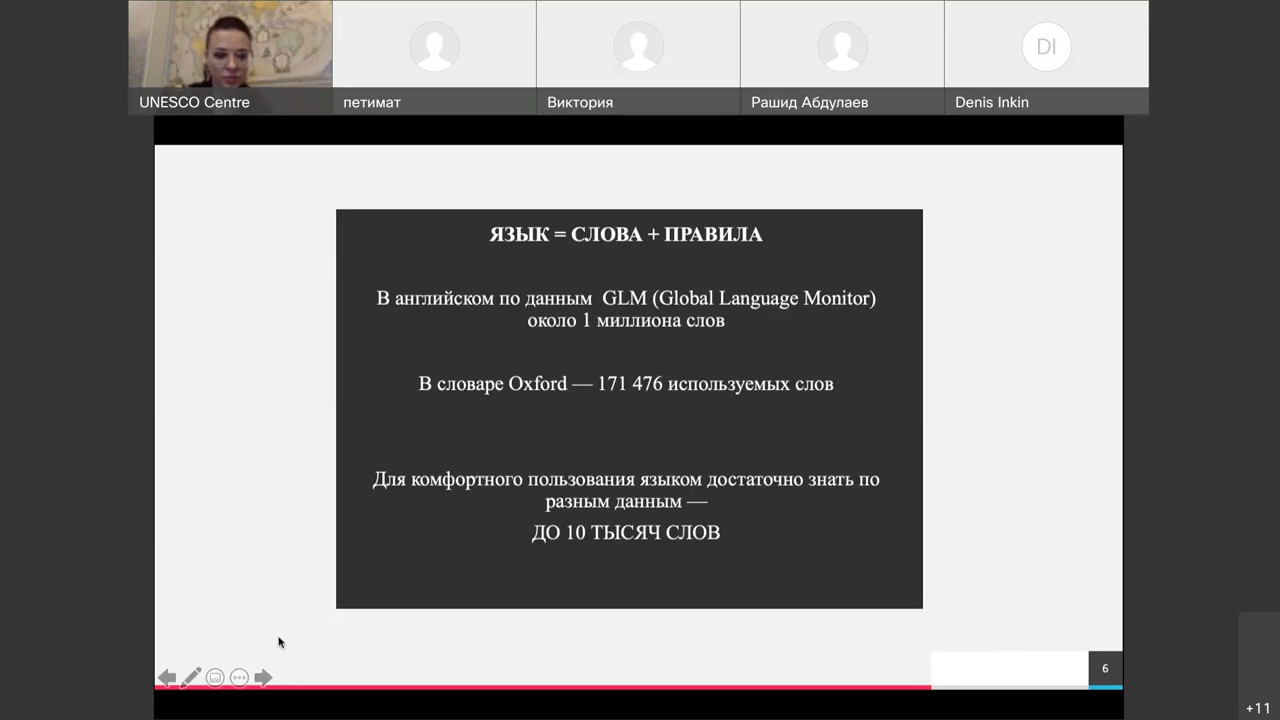 UNESCO Centre
петимат
Виктория
Рашид Абдулаев
DI
Denis Inkin
ЯЗЫК = СЛОВА + ПРАВИЛА
В английском по данным GLM (Global Language Monitor)
около 1 миллиона слов
В словаре Oxford — 171 476 используемых слов
Для комфортного пользования языком достаточно знать по
разным данным —
ДО 10 ТЫСЯЧ СЛОВ
6
+11